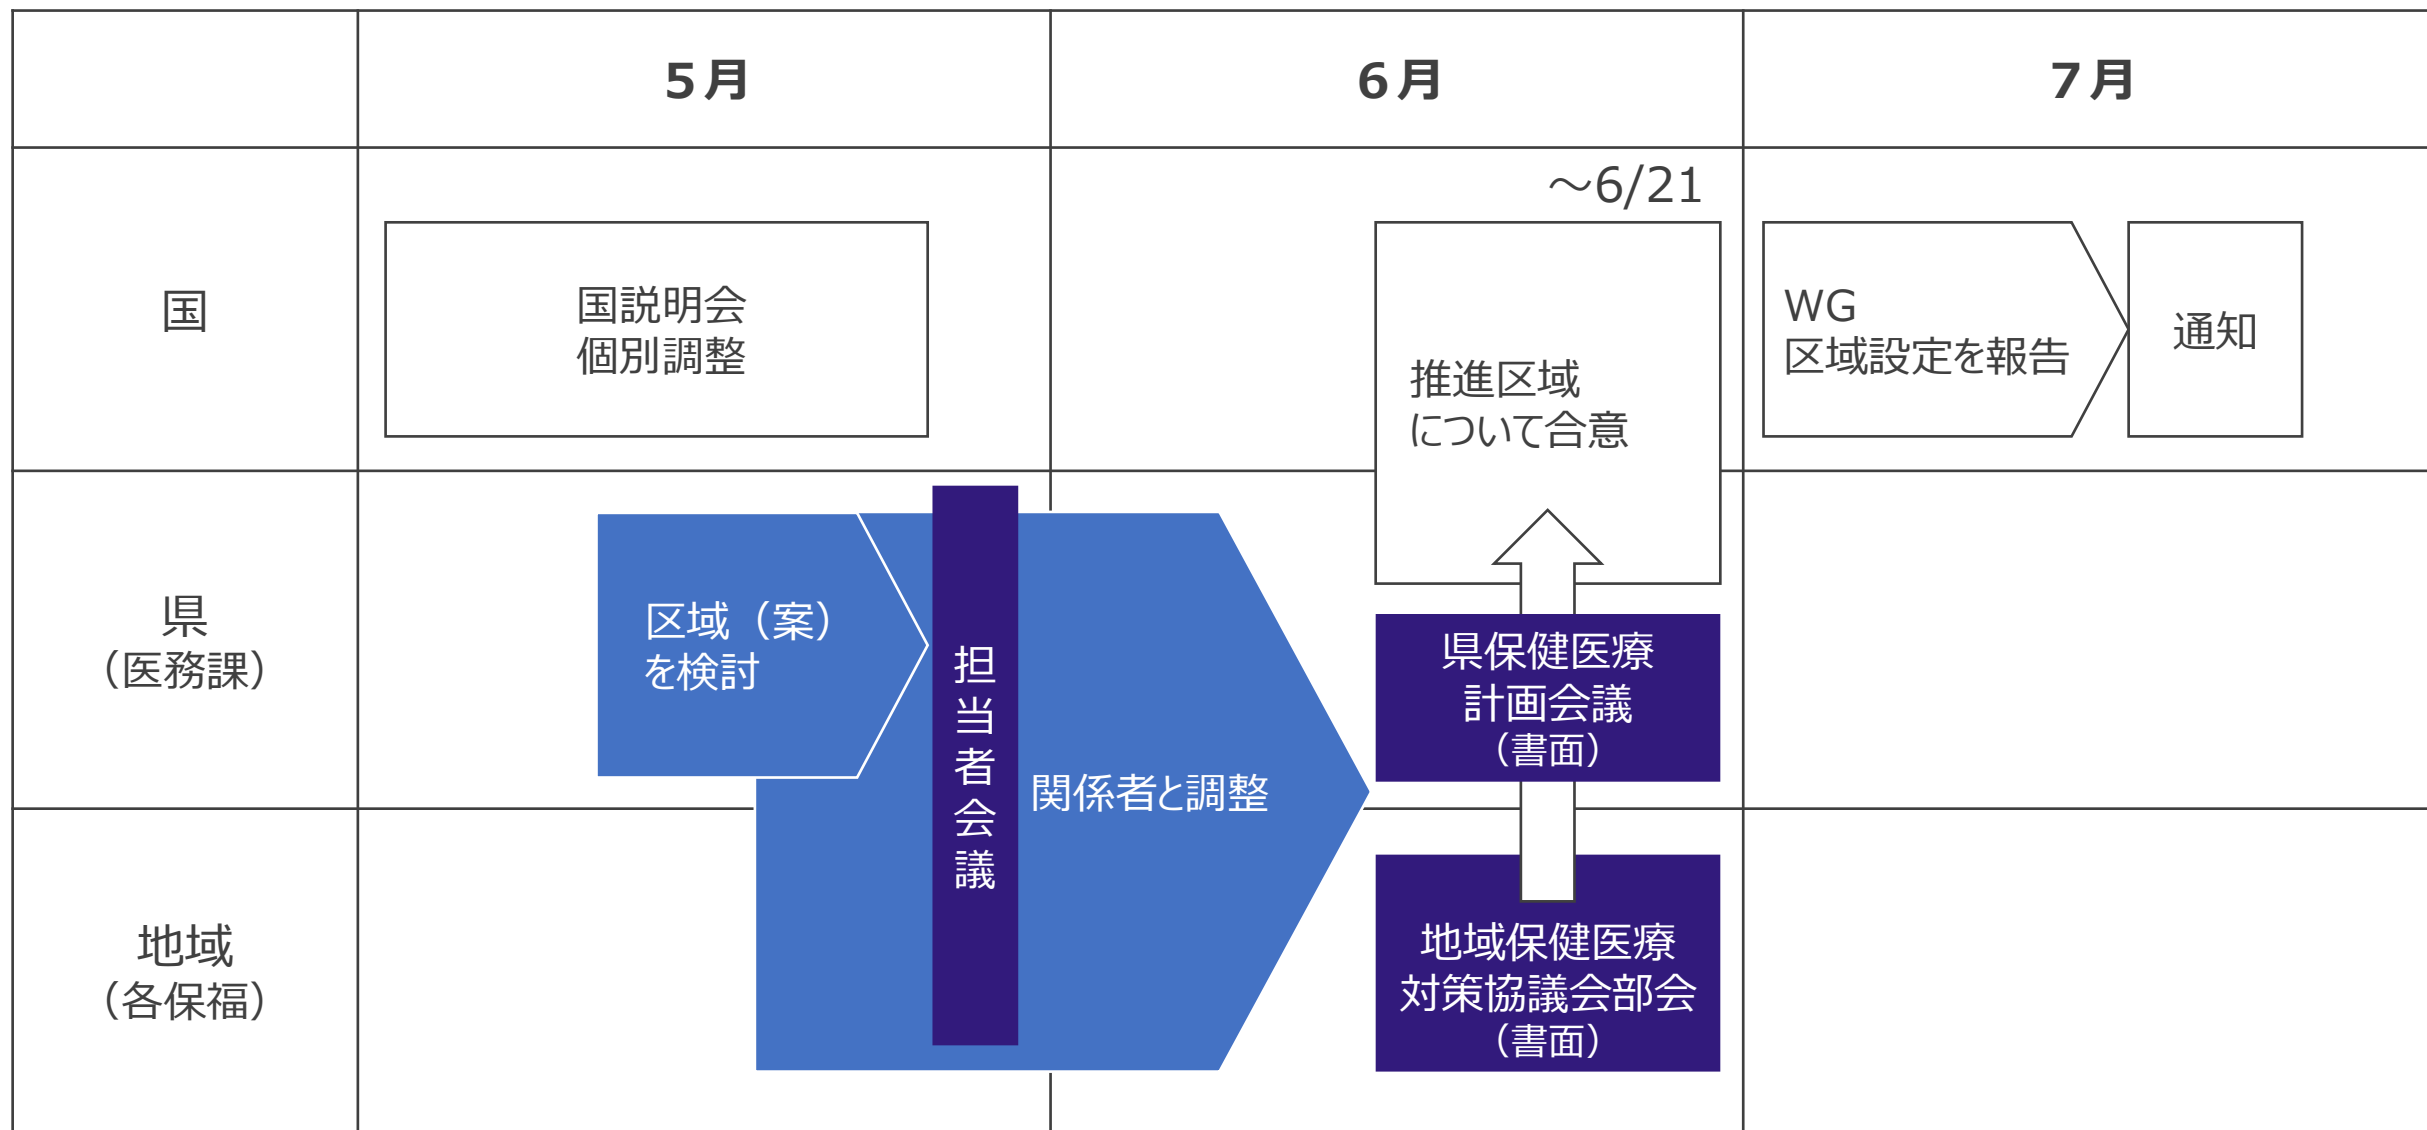 5月
6月
7月
国
国説明会
個別調整
～6/21
推進区域
について合意
WG
区域設定を報告
通知
県
（医務課）
区域（案）
を検討
担当者会議
関係者と調整
県保健医療
計画会議
（書面）
地域
（各保福）
地域保健医療
対策協議会部会
（書面）